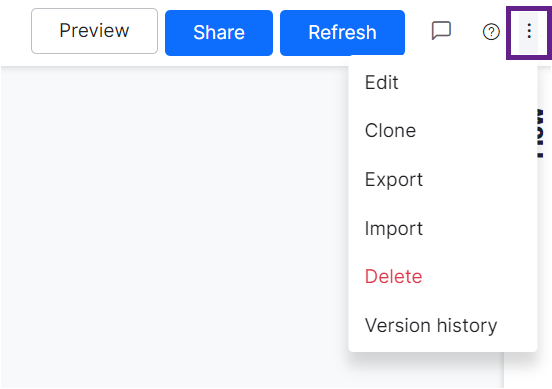 Preview Share Refresh
Edit
Clone
Export
Import
Delete
Version history